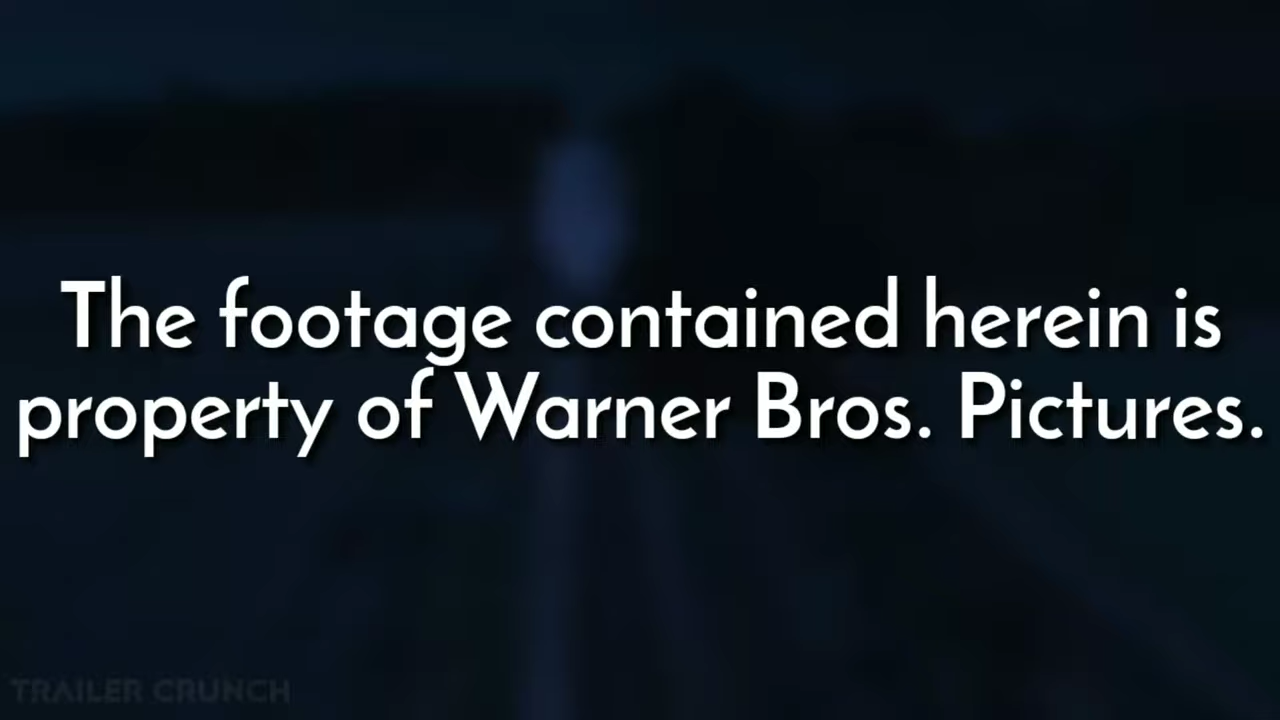 The footage contained herein is
property of Warner Bros. Pictures.
TRAILER CRUNCH